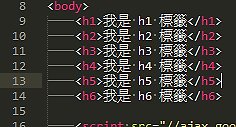 8 <body>
9 <h1>我是 h1 標籤</h1>
10 <h2>我是 h2 標籤</h2>
11 <h3>我是 h3 標籤</h3>
12 <h4>我是 h4 標籤</h4>
13 <h5>我是 h5 標籤</h5>
14 <h6>我是 h6 標籤</h6>
15
16 <script src="//ajax.goo